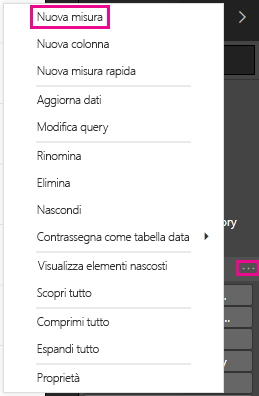 Nuova misura
Nuova colonna
Nuova misura rapida
Aggiorna dati
Modifica query
Rinomina
Elimina
Nascondi
Contrassegna come tabella data
Visualizza elementi nascosti
Scopri tutto
Comprimi tutto
Espandi tutto
Proprietà